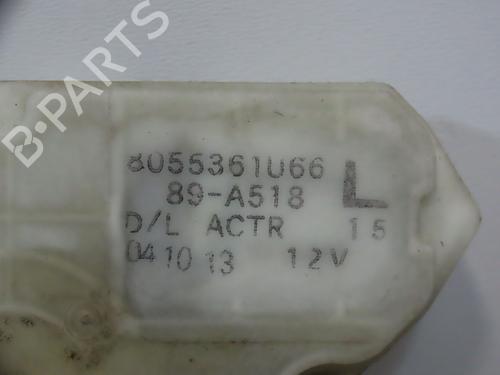 B-PARTS
8055361U66
89-A518 L
D/L ACTR 15
041013 12V